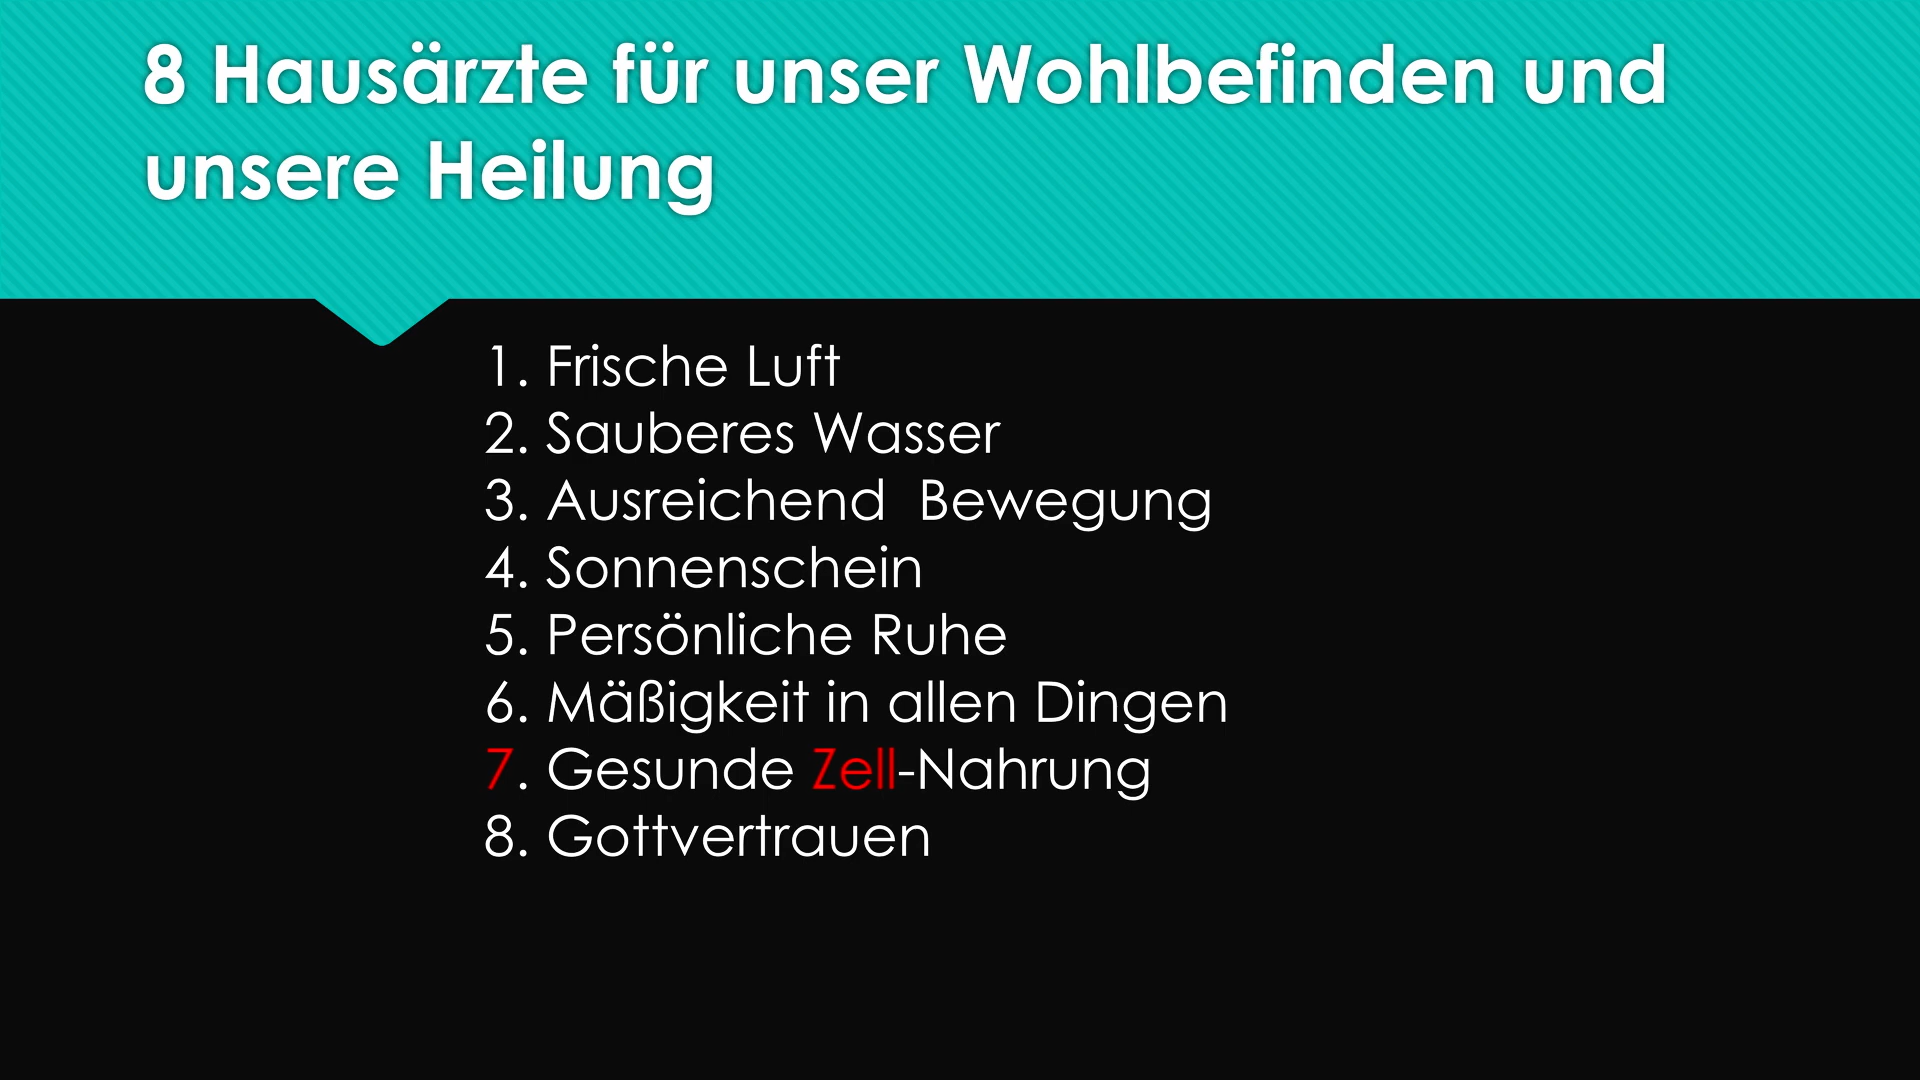 8 Hausärzte für unser Wohlbefinden und
unsere Heilung
1. Frische Luft
2. Sauberes Wasser
3. Ausreichend  Bewegung
4. Sonnenschein
5. Persönliche Ruhe
6. Mäßigkeit in allen Dingen
7. Gesunde Zell-Nahrung
8. Gottvertrauen